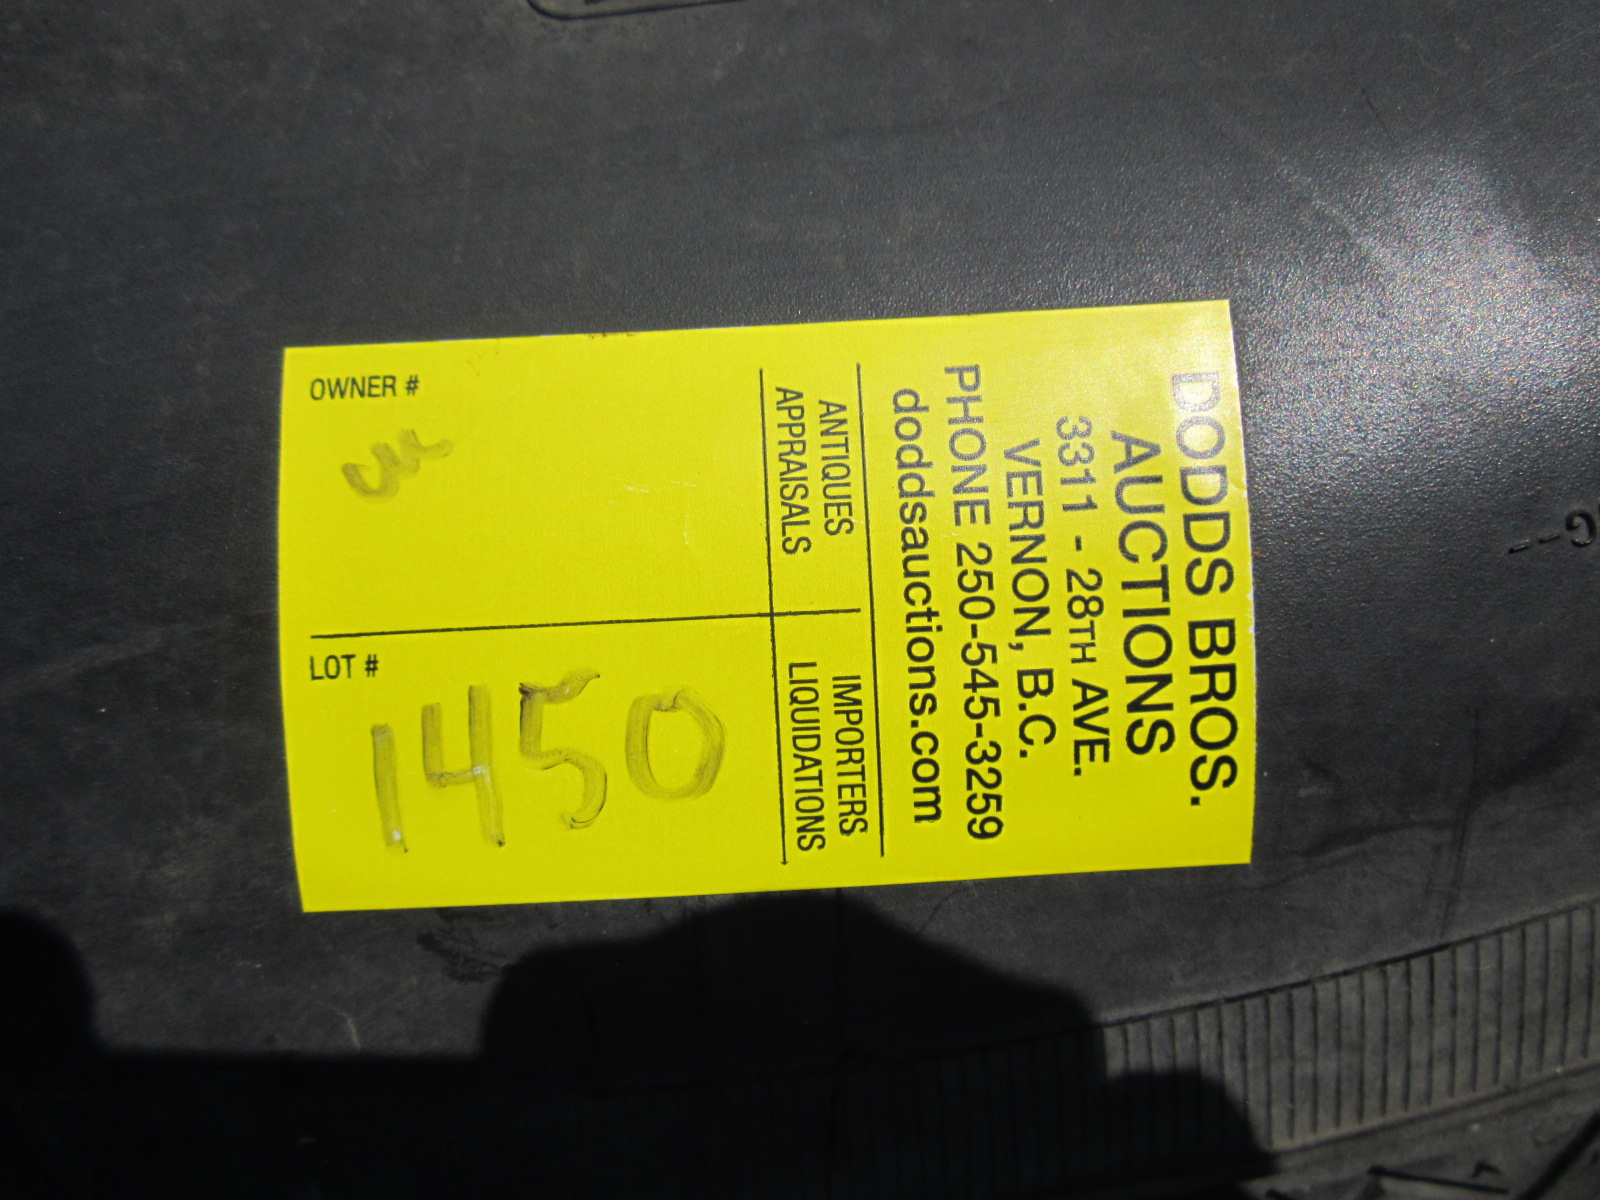 DODDS BROS.
AUCTIONS
3311 - 28TH AVE.
VERNON, B.C.
PHONE 250-545-3259
doddsauctions.com
ANTIQUES IMPORTERS
APPRAISALS LIQUIDATIONS
OWNER #
LOT #
1450